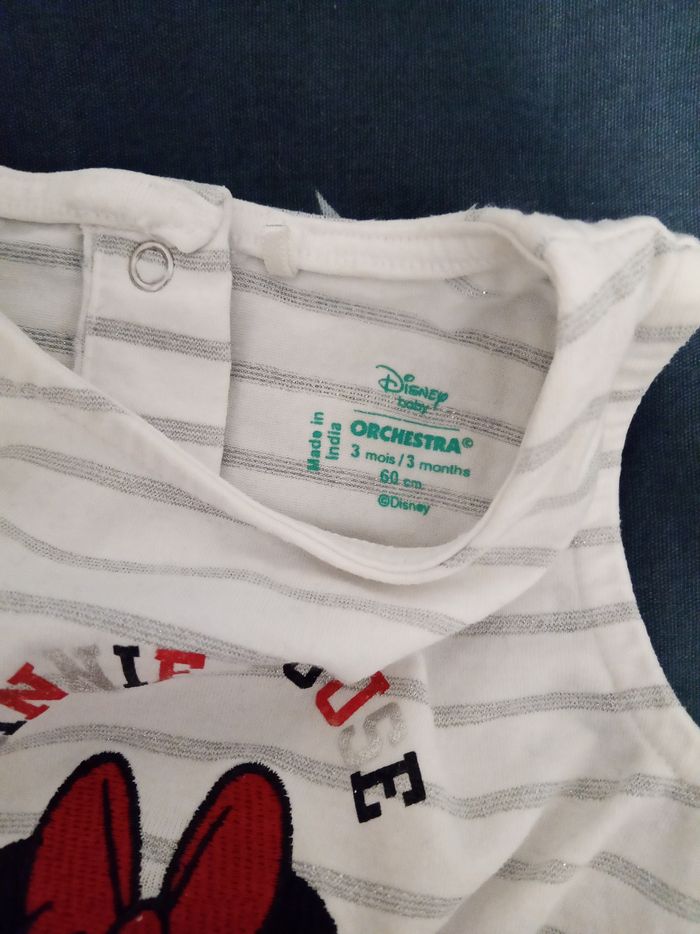 Disney
baby
ORCHESTRA©
3 mois / 3 months
60 cm
©Disney
Made in
India